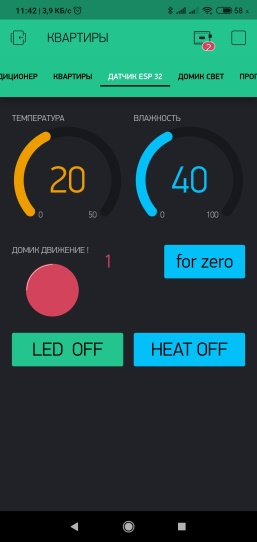 11:42 | 3,9 КБ/с 58
КВАРТИРЫ
2
ДИЦИОНЕР КВАРТИРЫ ДАТЧИК ESP 32 ДОМИК СВЕТ ПРОГ
ТЕМПЕРАТУРА ВЛАЖНОСТЬ
20 40
0 50 0 100
ДОМИК ДВИЖЕНИЕ ! 1
for zero
LED OFF HEAT OFF